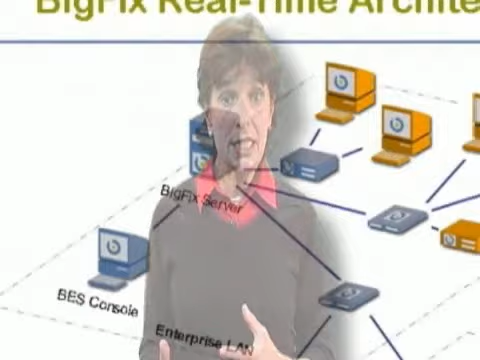 BigFix Real-Time Archite
BigFix Server
BES Console
Enterprise LAN